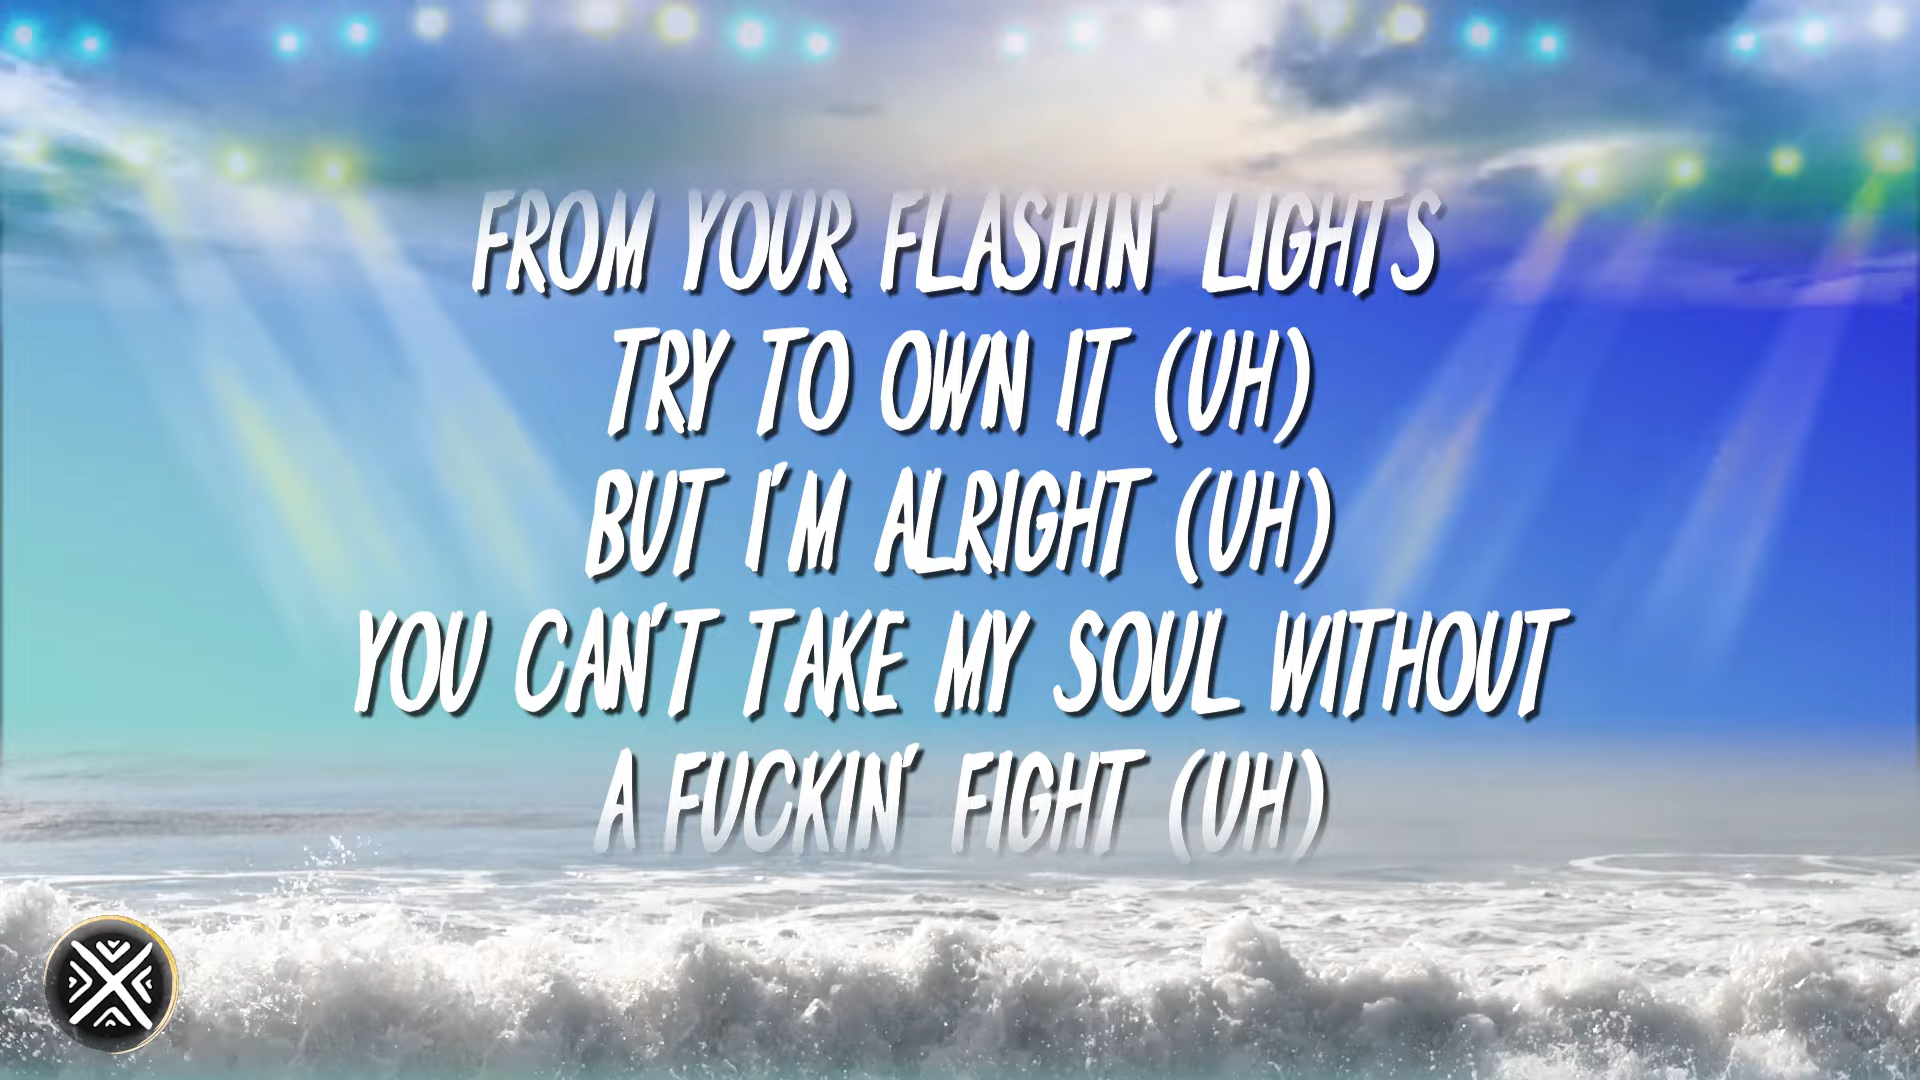 FROM YOUR FLASHIN' LIGHTS
TRY TO OWN IT (UH)
BUT I'M ALRIGHT (UH)
YOU CAN'T TAKE MY SOUL WITHOUT
A FUCKIN' FIGHT (UH)